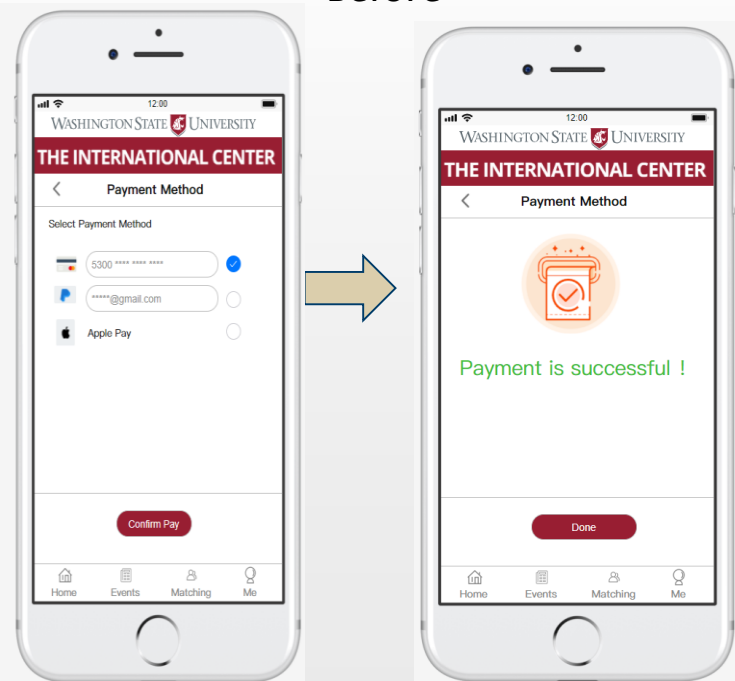 Before
12:00
WASHINGTON STATE UNIVERSITY
THE INTERNATIONAL CENTER
Payment Method
Select Payment Method
5300 **** **** ****
*****@gmail.com
Apple Pay
Confirm Pay
Home Events Matching Me
12:00
WASHINGTON STATE UNIVERSITY
THE INTERNATIONAL CENTER
Payment Method
Payment is successful !
Done
Home Events Matching Me